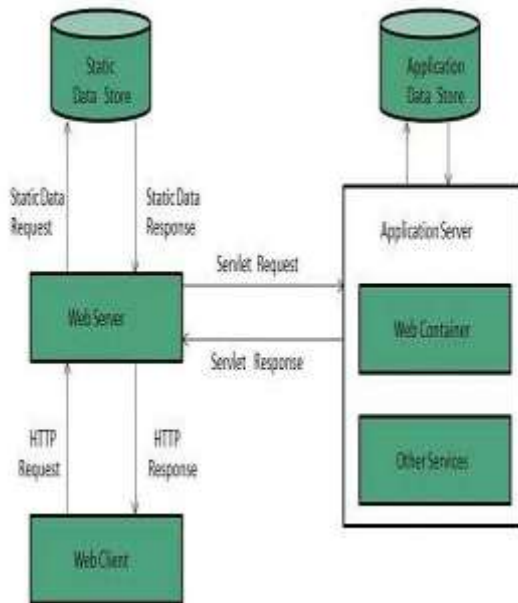 Static
Data Store
Application
Data Store
Static Data
Request
Static Data
Response
Application Server
Servlet Request
Web Server
Web Container
Servlet Response
HTTP
Request
HTTP
Response
Other Services
Web Client